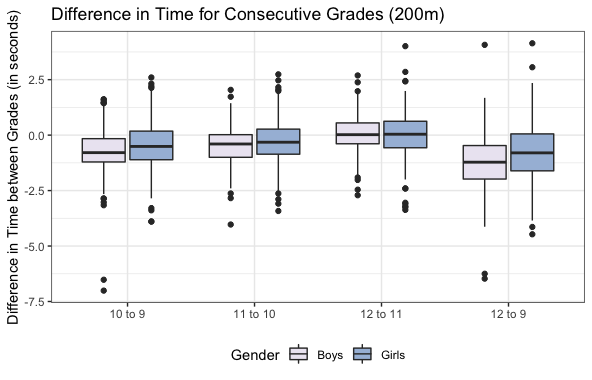 Difference in Time for Consecutive Grades (200m)
Difference in Time between Grades (in seconds)
2.5
0.0
-2.5
-5.0
-7.5
10 to 9
11 to 10
12 to 11
12 to 9
Gender
Boys
Girls